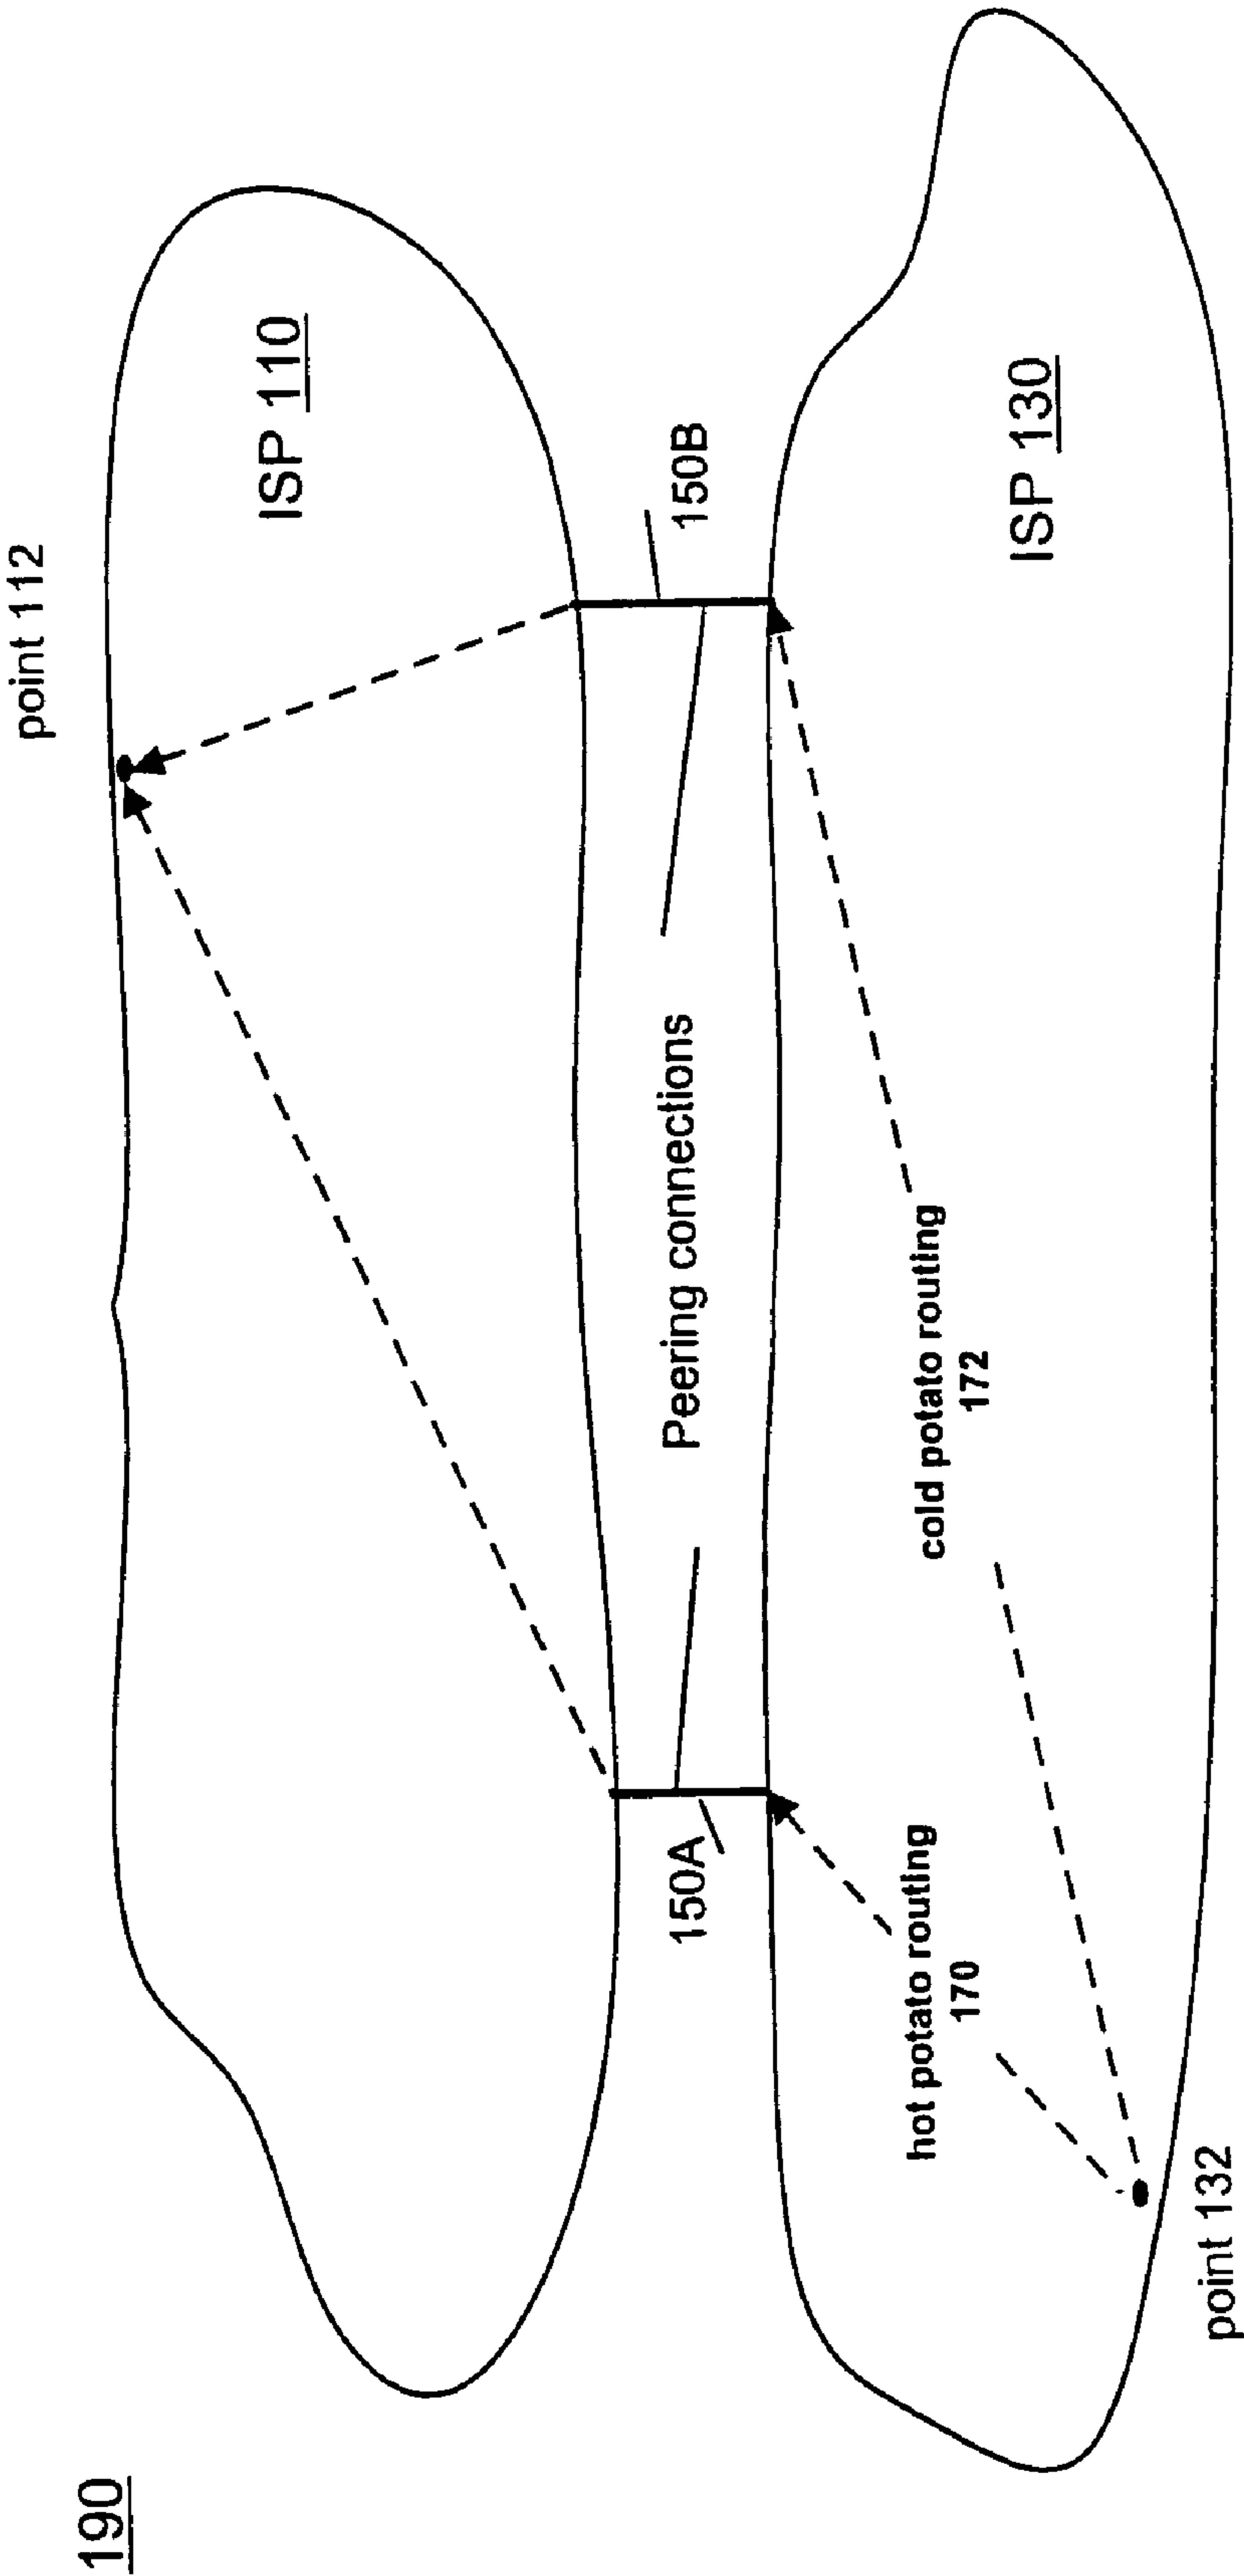 190
point 112
ISP 110
150A
Peering connections
150B
hot potato routing
170
cold potato routing
172
ISP 130
point 132